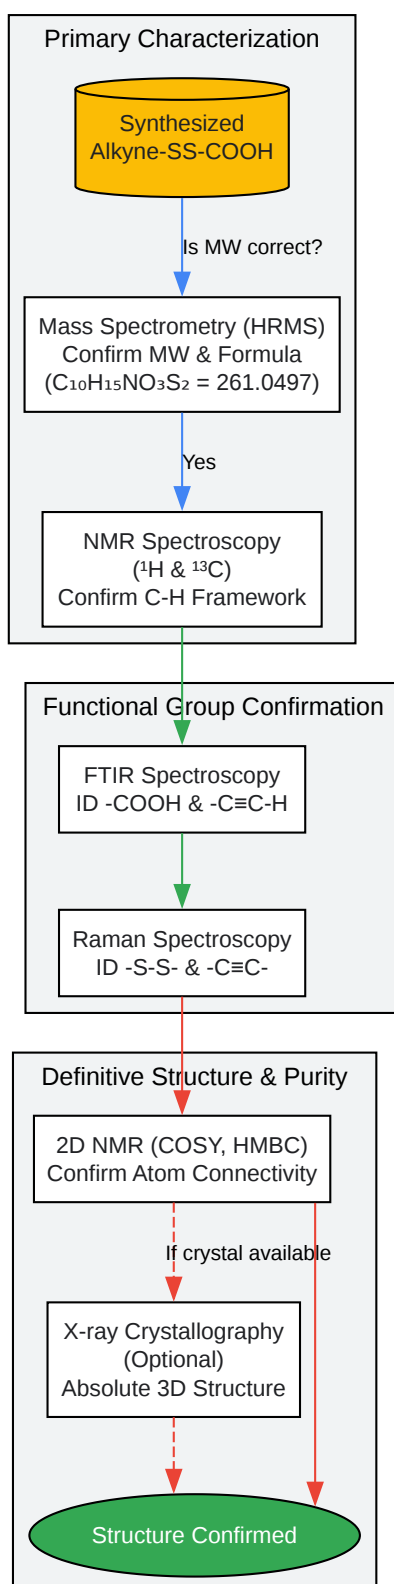 Primary Characterization
Synthesized
Alkyne-SS-COOH
Is MW correct?
Mass Spectrometry (HRMS)
Confirm MW & Formula
(C₁₀H₁₅NO₃S₂ = 261.0497)
Yes
NMR Spectroscopy
(¹H & ¹³C)
Confirm C-H Framework
Functional Group Confirmation
FTIR Spectroscopy
ID -COOH & -C≡C-H
Raman Spectroscopy
ID -S-S- & -C≡C-
Definitive Structure & Purity
2D NMR (COSY, HMBC)
Confirm Atom Connectivity
If crystal available
X-ray Crystallography
(Optional)
Absolute 3D Structure
Structure Confirmed